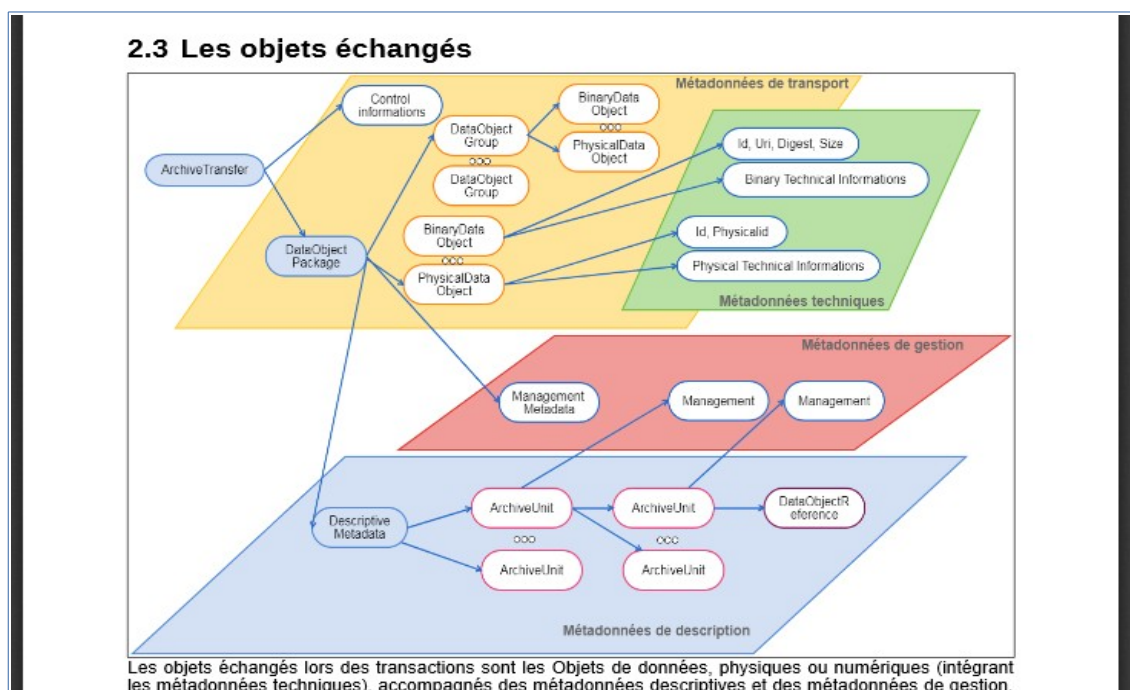 2.3 Les objets échangés
Métadonnées de transport
Control
informations
BinaryData
Object
ooo
PhysicalData
Object
DataObject
Group
ooo
DataObject
Group
ArchiveTransfer
Id, Uri, Digest, Size
Binary Technical Informations
BinaryData
Object
ooo
PhysicalData
Object
DataObject
Package
Id, Physicalid
Physical Technical Informations
Métadonnées techniques
Métadonnées de gestion
Management
Metadata
Management
Management
Descriptive
Metadata
ArchiveUnit
ooo
ArchiveUnit
ArchiveUnit
ooo
ArchiveUnit
DataObjectR
eférence
Métadonnées de description
Les objets échangés lors des transactions sont les Objets de données, physiques ou numériques (intégrant
les métadonnées techniques), accompagnés des métadonnées descriptives et des métadonnées de gestion.